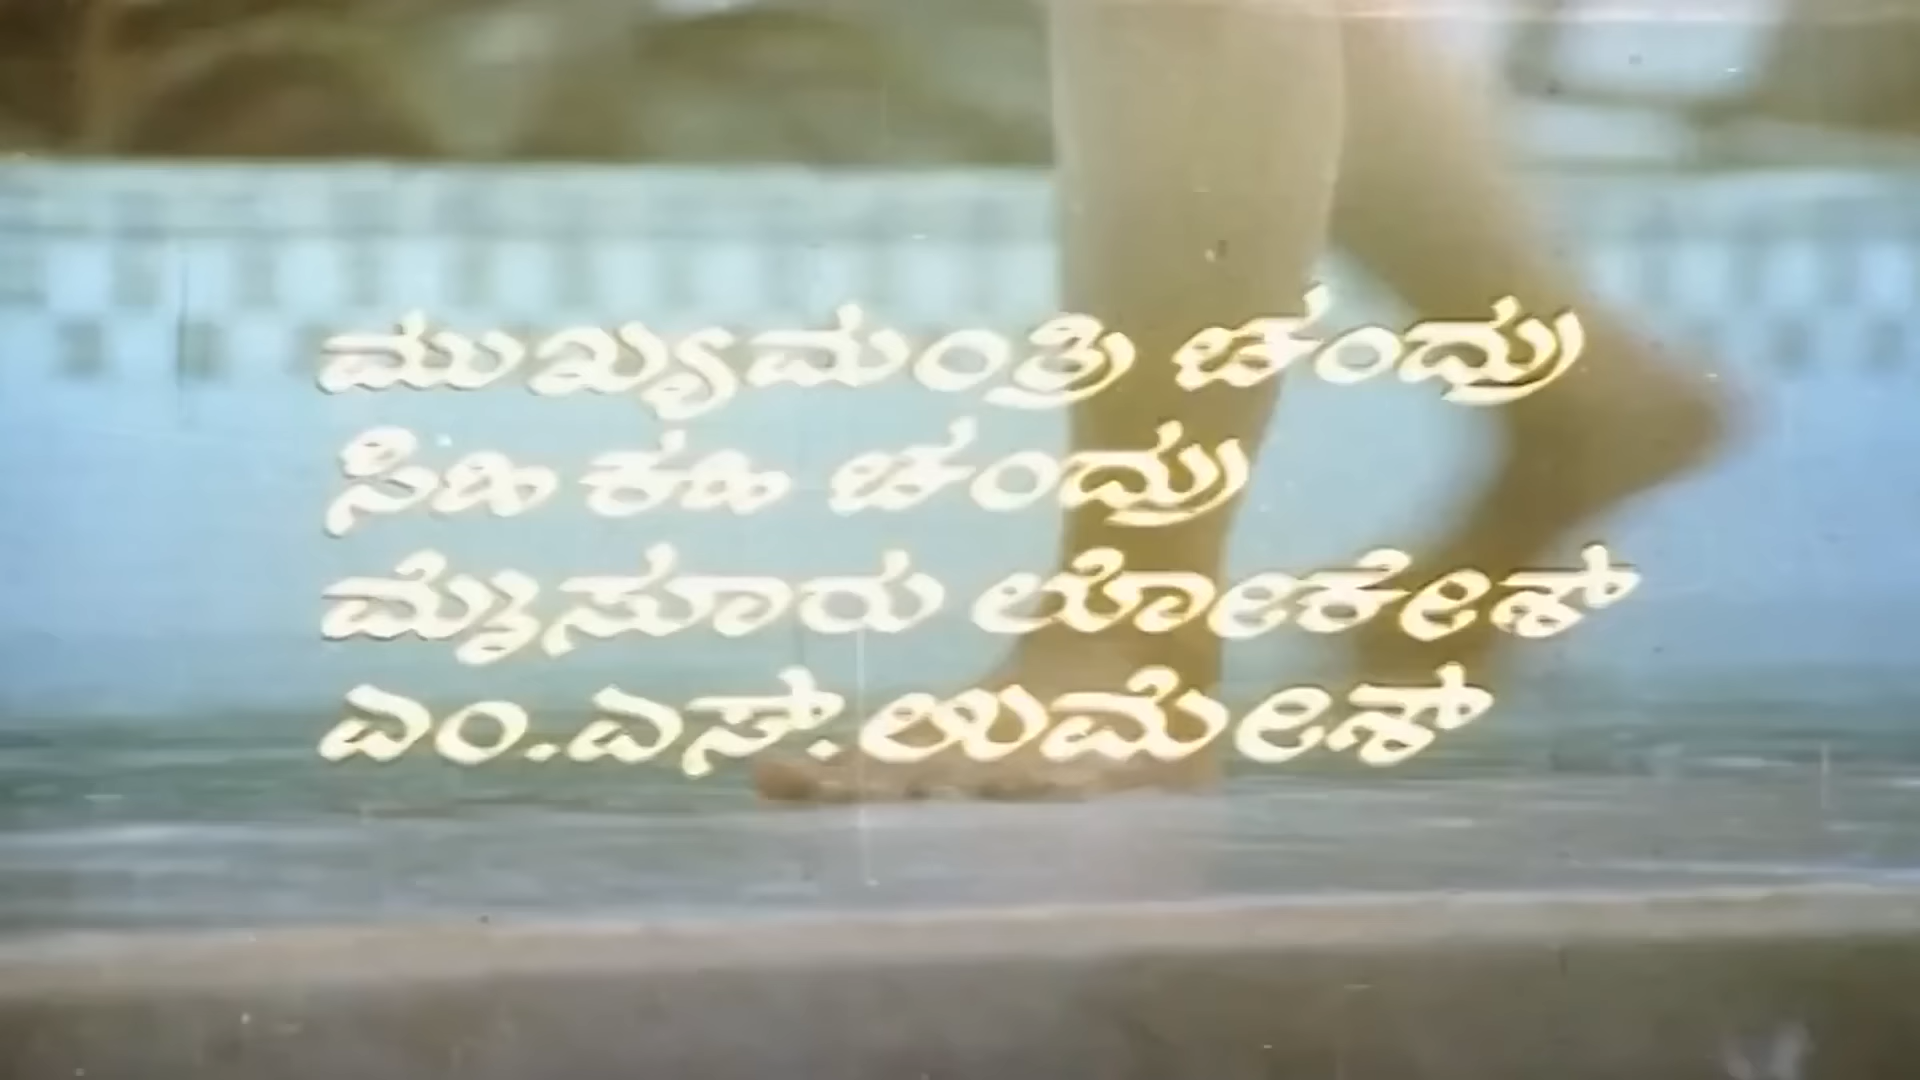 ಮುಖ್ಯಮಂತ್ರಿ ಚಂದ್ರು
ಸಿಹಿ ಕಹಿ ಚಂದ್ರು
ಮೈಸೂರು ಲೋಕೇಶ್
ಎಂ.ಎಸ್.ಉಮೇಶ್